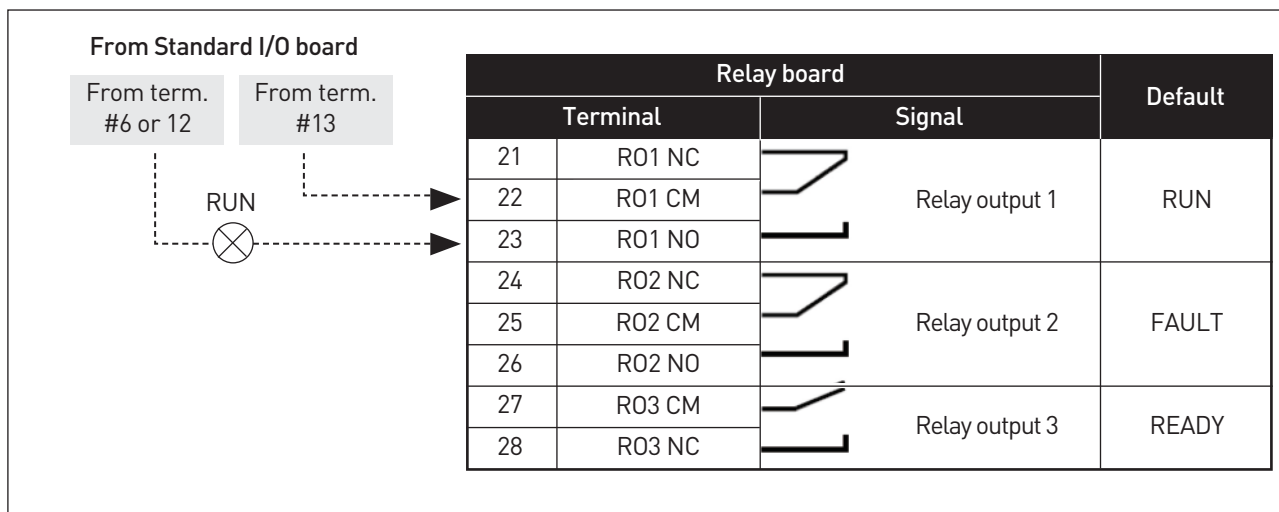 From Standard I/O board
From term.
#6 or 12
From term.
#13
RUN
Relay board
Default
Terminal
Signal
21 RO1 NC
22 RO1 CM
23 RO1 NO
Relay output 1
RUN
24 RO2 NC
25 RO2 CM
26 RO2 NO
Relay output 2
FAULT
27 RO3 CM
28 RO3 NC
Relay output 3
READY